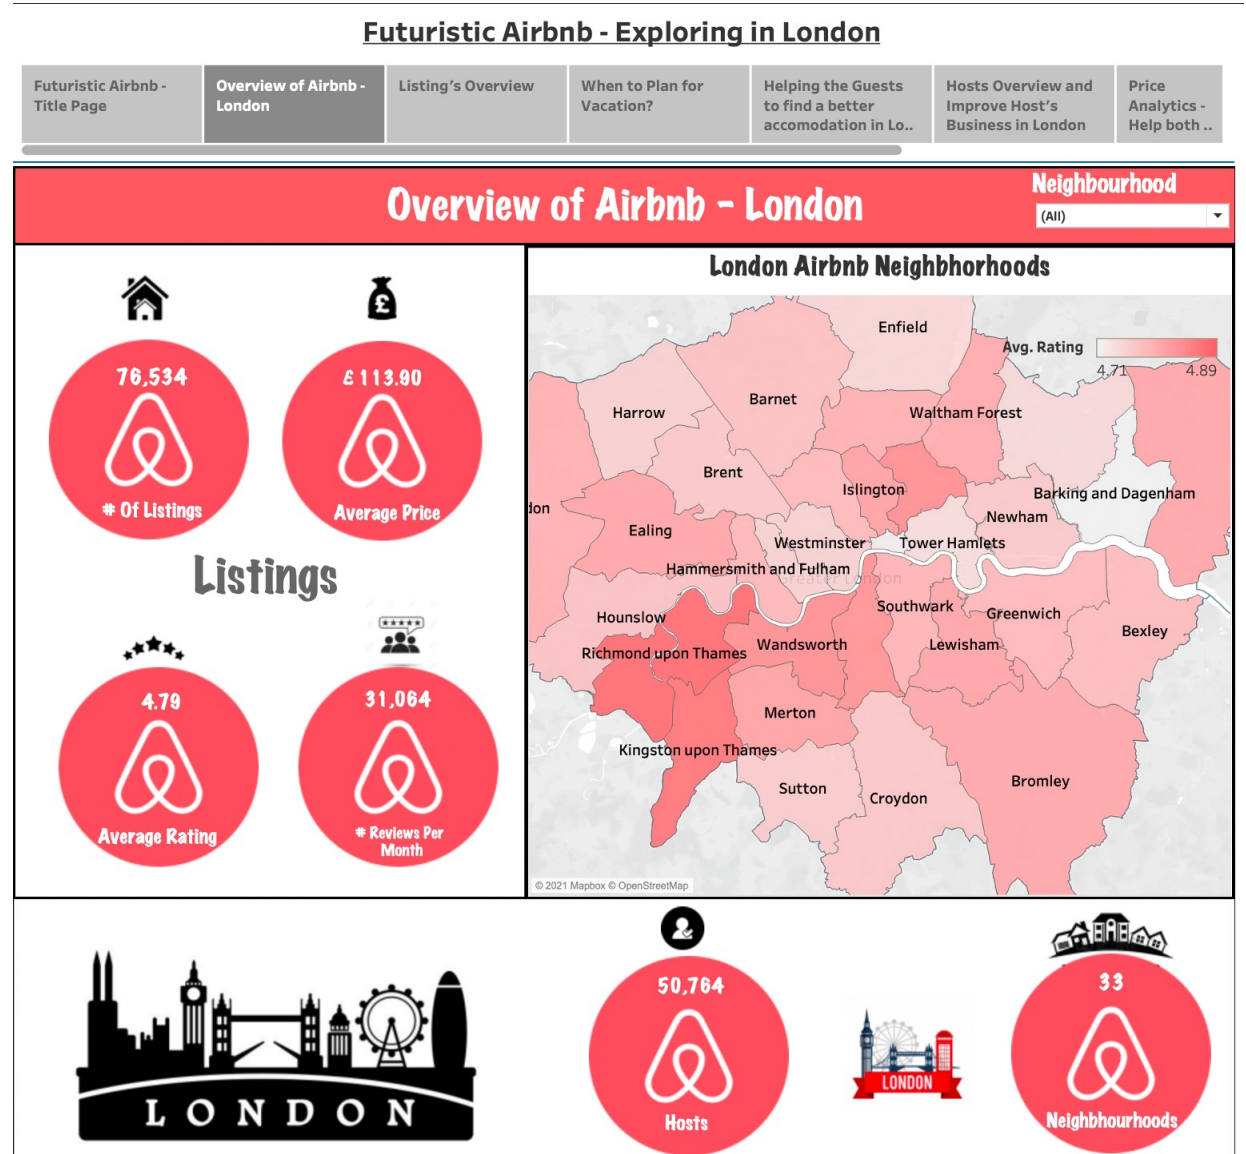 Futuristic Airbnb - Exploring in London
Futuristic Airbnb -
Title Page
Overview of Airbnb -
London
Listing's Overview
When to Plan for
Vacation?
Helping the Guests
to find a better
accomodation in Lo..
Hosts Overview and
Improve Host's
Business in London
Price
Analytics -
Help both ..
Overview of Airbnb - London
Neighbourhood
(All)
76,534
# Of Listings
£ 113.90
Average Price
Listings
4.79
Average Rating
31,064
# Reviews Per
Month
London Airbnb Neighbhorhoods
Avg. Rating
4.71
4.89
Enfield
Barnet
Harrow
Waltham Forest
Brent
Islington
Barking and Dagenham
don
Newham
Ealing
Westminster
Tower Hamlets
Hammersmith and Fulham
Greater London
Hounslow
Southwark
Greenwich
Bexley
Richmond upon Thames
Wandsworth
Lewisham
Merton
Kingston upon Thames
Sutton
Croydon
Bromley
© 2021 Mapbox © OpenStreetMap
LONDON
50,764
Hosts
LONDON
33
Neighbhourhoods